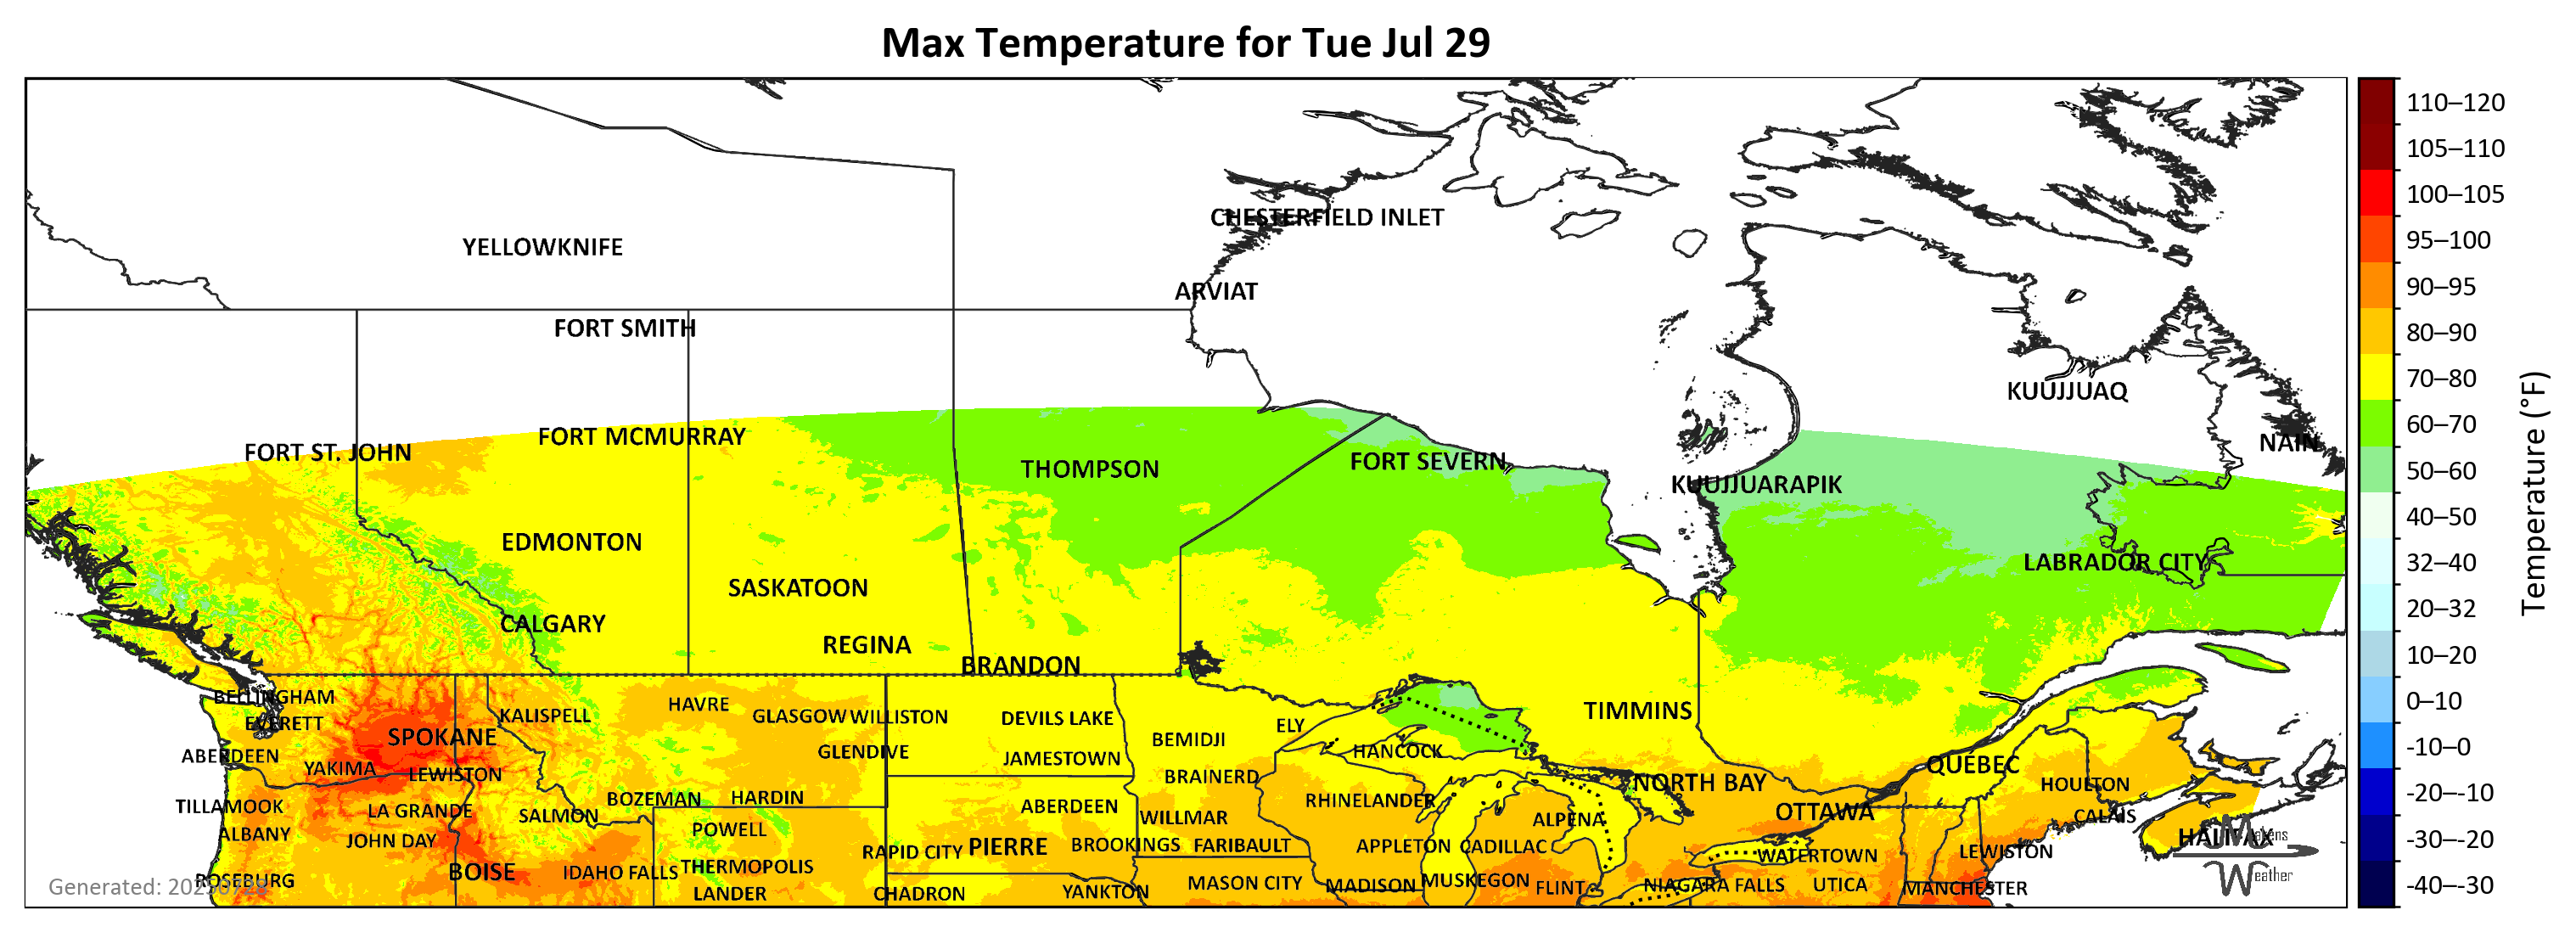 Max Temperature for Tue Jul 29
110–120
105–110
CHESTERFIELD INLET
100–105
YELLOWKNIFE
95–100
ARVIAT
90–95
FORT SMITH
80–90
KUUJJUAQ
70–80
FORT MCMURRAY
60–70
FORT ST. JOHN
NAIN
THOMPSON
FORT SEVERN
50–60
KUUJJUARAPIK
40–50
EDMONTON
LABRADOR CITY
32–40
Temperature (°F)
SASKATOON
20–32
CALGARY
REGINA
BRANDON
10–20
BELLINGHAM
HAVRE
0–10
KALISPELL
GLASGOW WILLISTON
DEVILS LAKE
TIMMINS
EVERETT
ELY
SPOKANE
BEMIDJI
-10–0
ABERDEEN
GLENDIVE
JAMESTOWN
HANCOCK
YAKIMA
LEWISTON
BRAINERD
NORTH BAY
QUÉBEC
HOULTON
-20–-10
TILLAMOOK
LA GRANDE
SALMON
BOZEMAN
HARDIN
ABERDEEN
WILLMAR
RHINELANDER
ALPENA
OTTAWA
CALAIS
ALBANY
JOHN DAY
POWELL
HALIFAX
Makens
-30–-20
RAPID CITY
PIERRE
BROOKINGS
FARIBAULT
APPLETON
CADILLAC
WATERTOWN
LEWISTON
BOISE
IDAHO FALLS
THERMOPOLIS
Weather
Generated: 20250728
ROSEBURG
LANDER
CHADRON
YANKTON
MASON CITY
MADISON
MUSKEGON
FLINT
NIAGARA FALLS
UTICA
MANCHESTER
-40–-30